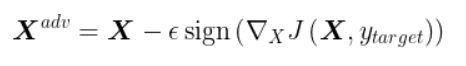 X^{adv} = X − ϵ sign (∇_X J (X, y_{target}))